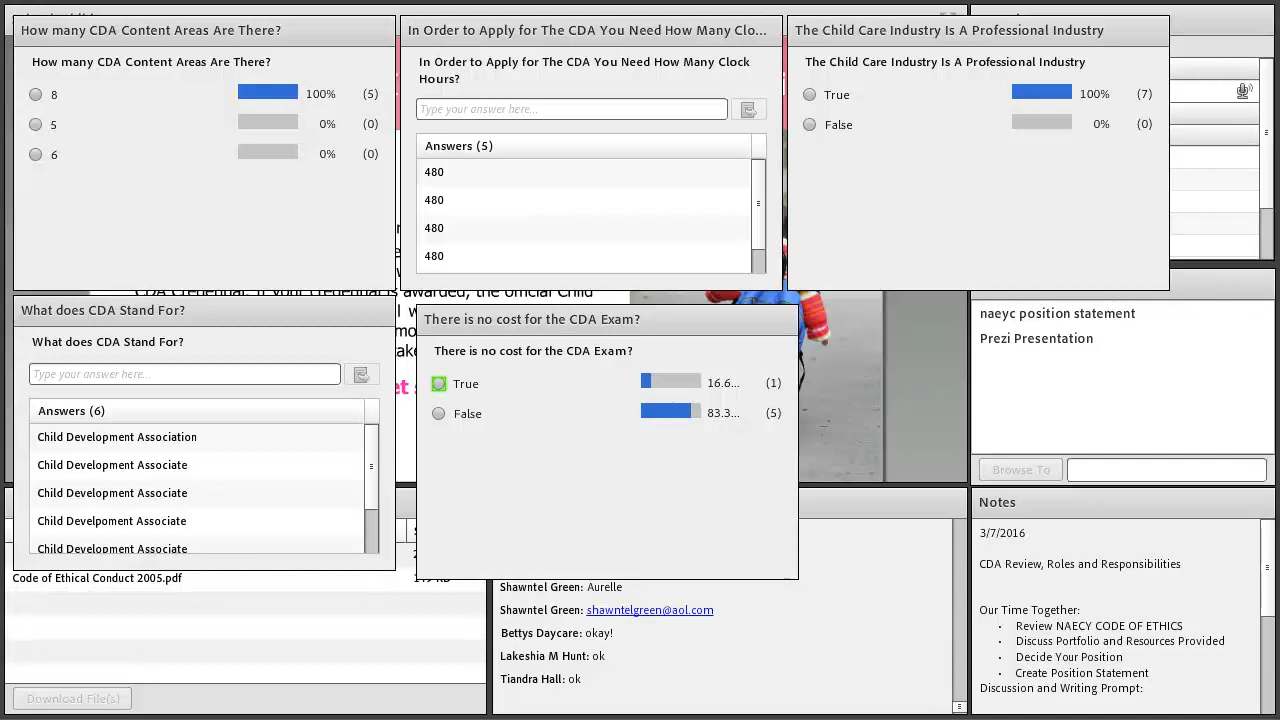 How many CDA Content Areas Are There?
How many CDA Content Areas Are There?
8 100% (5)
5 0% (0)
6 0% (0)
In Order to Apply for The CDA You Need How Many Clo...
In Order to Apply for The CDA You Need How Many Clock
Hours?
Type your answer here...
Answers (5)
480
480
480
480
The Child Care Industry Is A Professional Industry
The Child Care Industry Is A Professional Industry
True 100% (7)
False 0% (0)
What does CDA Stand For?
What does CDA Stand For?
Type your answer here...
Answers (6)
Child Development Association
Child Development Associate
Child Development Associate
Child Devel­poment Associate
Child Development Associate
There is no cost for the CDA Exam?
There is no cost for the CDA Exam?
True 16.6... (1)
False 83.3... (5)
naeyc position statement
Prezi Presentation
Browse To
Code of Ethical Conduct 2005.pdf
Download File(s)
Shawntel Green: Aurelle
Shawntel Green: shawntelgreen@aol.com
Bettys Daycare: okay!
Lakeshia M Hunt: ok
Tiandra Hall: ok
Notes
3/7/2016
CDA Review, Roles and Responsibilities
Our Time Together:
· Review NAECY CODE OF ETHICS
· Discuss Portfolio and Resources Provided
· Decide Your Position
· Create Position Statement
Discussion and Writing Prompt: